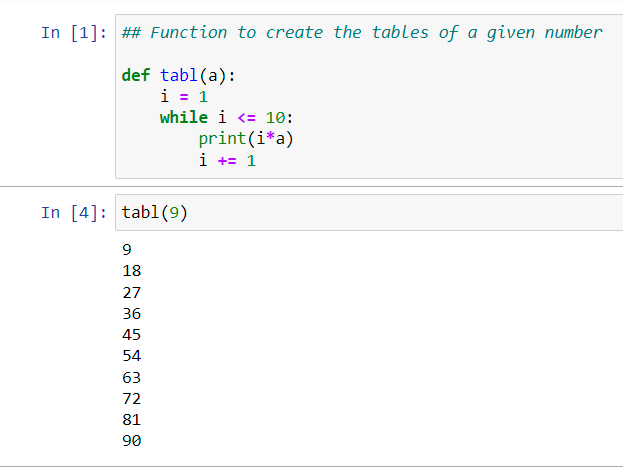 In [1]: ## Function to create the tables of a given number
def tabl(a):
    i = 1
    while i <= 10:
        print(i*a)
        i += 1
In [4]: tabl(9)
9
18
27
36
45
54
63
72
81
90